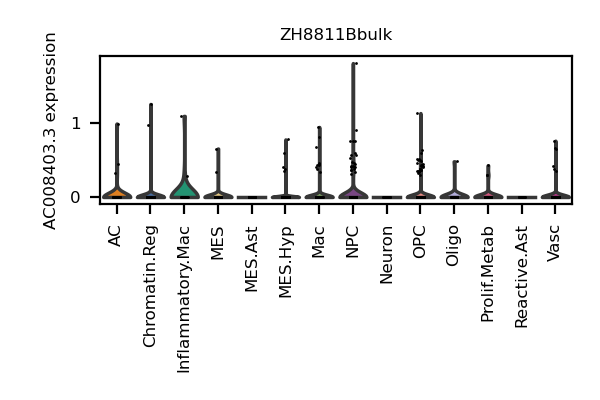 ZH8811Bbulk
AC008403.3 expression
1
0
AC
Chromatin.Reg
Inflammatory.Mac
MES
MES.Ast
MES.Hyp
Mac
NPC
Neuron
OPC
Oligo
Prolif.Metab
Reactive.Ast
Vasc